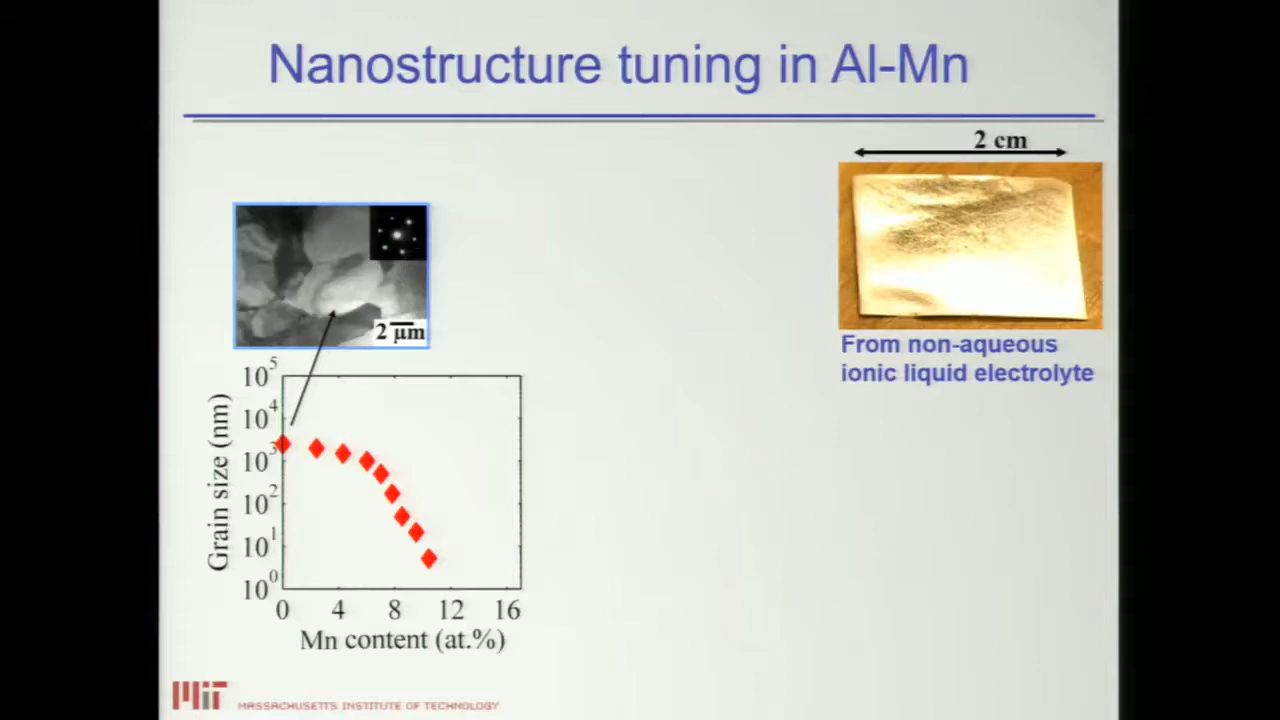 Nanostructure tuning in Al-Mn
2 cm
2 µm
From non-aqueous
ionic liquid electrolyte
10^5
10^4
10^3
10^2
10^1
10^0
Grain size (nm)
0 4 8 12 16
Mn content (at.%)
MIT MASSACHUSETTS INSTITUTE OF TECHNOLOGY